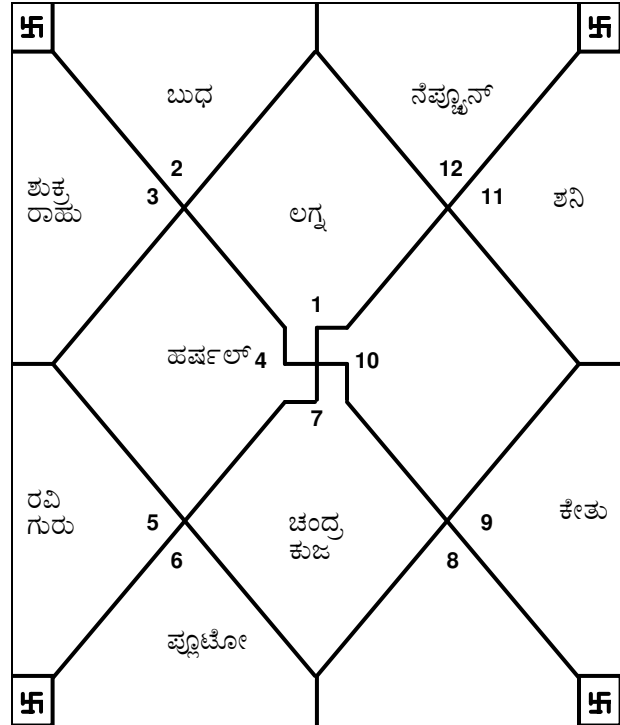 ಬುಧ
ನೆಪ್ಚ್ಯೂನ್
2
12
ಶುಕ್ರ
ರಾಹು
3
11
ಶನಿ
ಲಗ್ನ
1
ಹರ್ಷಲ್ 4
10
7
ರವಿ
ಗುರು
5
ಚಂದ್ರ
ಕುಜ
9
ಕೇತು
6
8
ಪ್ಲೂಟೋ